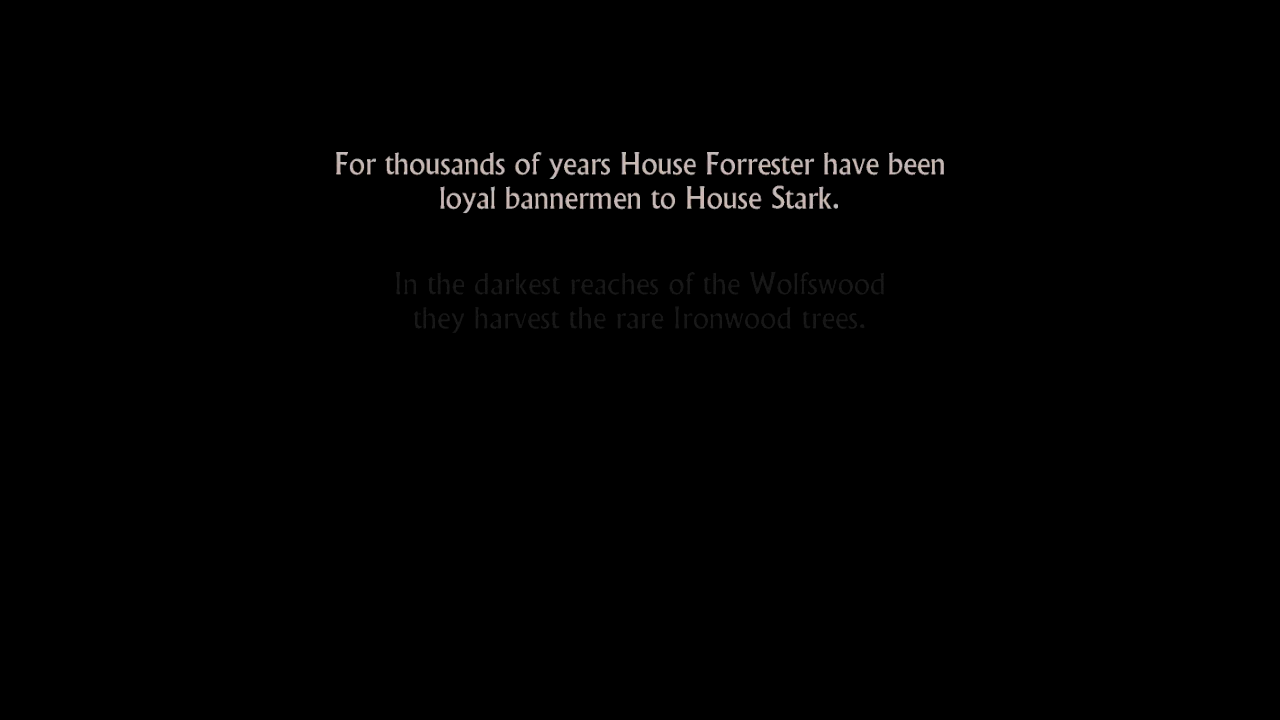 For thousands of years House Forrester have been
loyal bannermen to House Stark.
In the darkest reaches of the Wolfswood
they harvest the rare Ironwood trees.